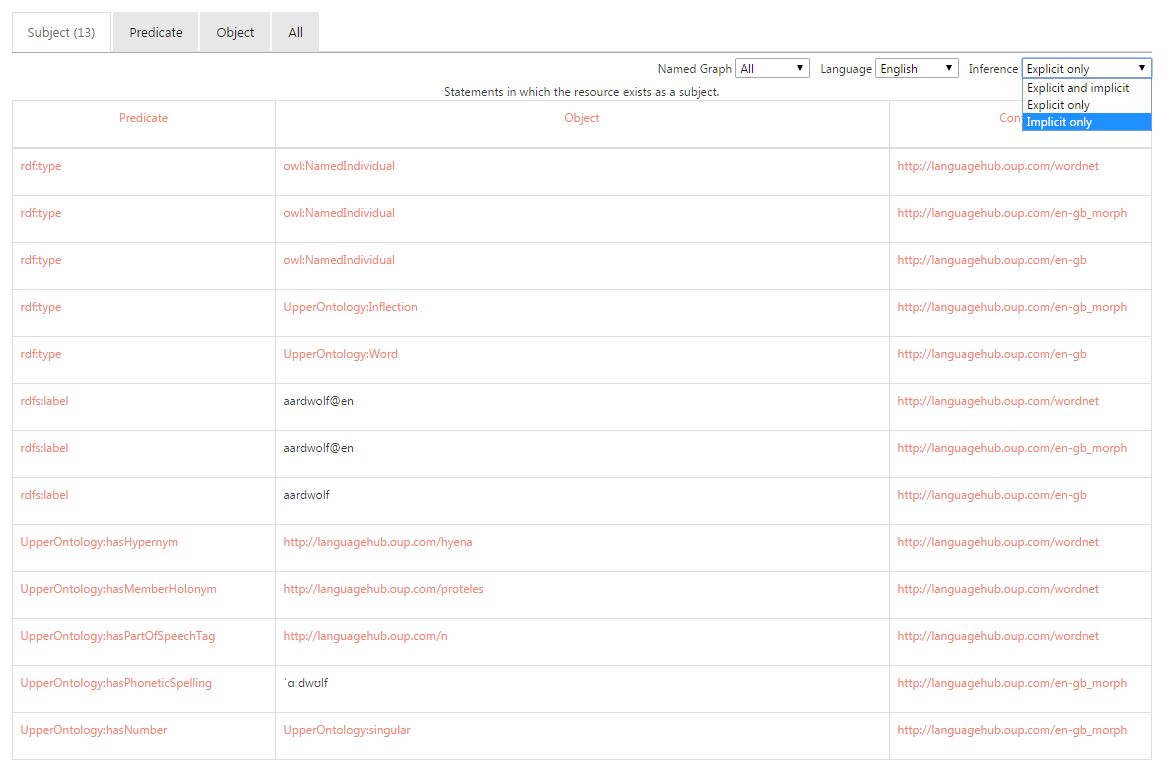 Subject (13) Predicate Object All
Named Graph All Language English Inference Explicit only
Explicit and implicit
Explicit only
Implicit only
Statements in which the resource exists as a subject.
Predicate Object
rdf:type owl:NamedIndividual http://languagehub.oup.com/wordnet
rdf:type owl:NamedIndividual http://languagehub.oup.com/en-gb_morph
rdf:type owl:NamedIndividual http://languagehub.oup.com/en-gb
rdf:type UpperOntology:Inflection http://languagehub.oup.com/en-gb_morph
rdf:type UpperOntology:Word http://languagehub.oup.com/en-gb
rdfs:label aardwolf@en http://languagehub.oup.com/wordnet
rdfs:label aardwolf@en http://languagehub.oup.com/en-gb_morph
rdfs:label aardwolf http://languagehub.oup.com/en-gb
UpperOntology:hasHypernym http://languagehub.oup.com/hyena http://languagehub.oup.com/wordnet
UpperOntology:hasMemberHolonym http://languagehub.oup.com/proteles http://languagehub.oup.com/wordnet
UpperOntology:hasPartOfSpeechTag http://languagehub.oup.com/n http://languagehub.oup.com/wordnet
UpperOntology:hasPhoneticSpelling ˈɑːdwʊlf http://languagehub.oup.com/en-gb_morph
UpperOntology:hasNumber UpperOntology:singular http://languagehub.oup.com/en-gb_morph